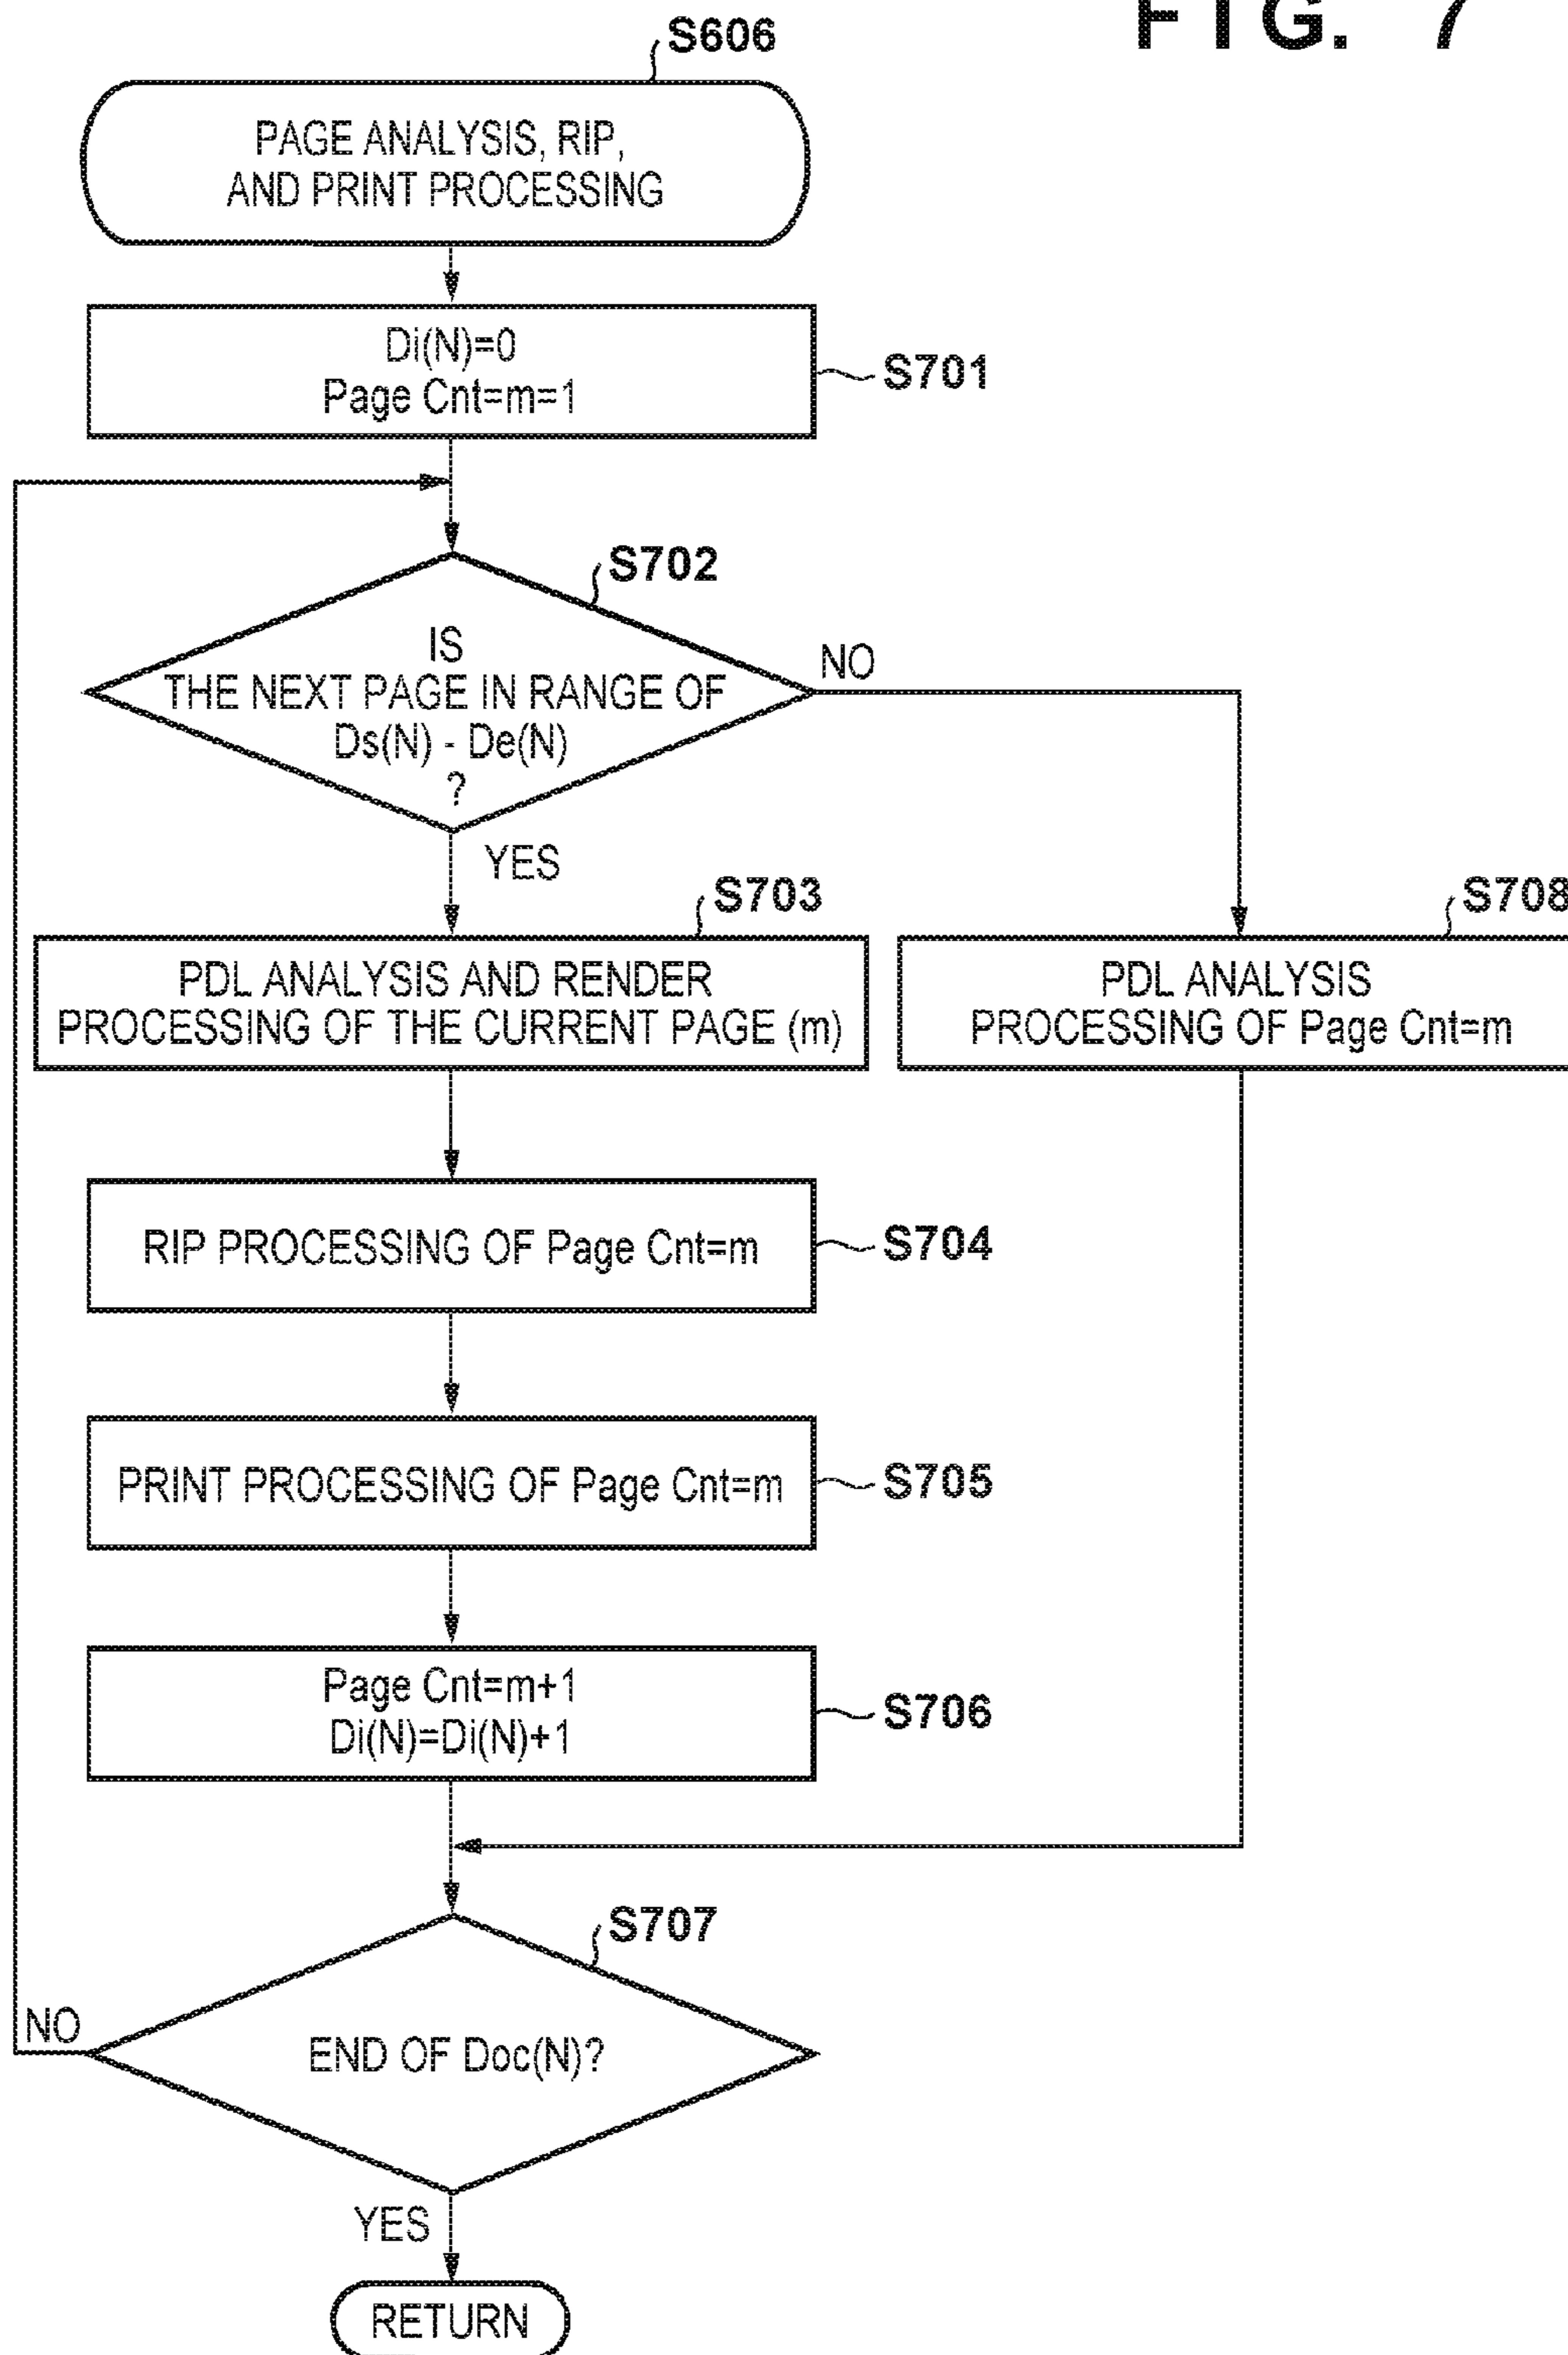 FIG. 7
S606
PAGE ANALYSIS, RIP,
AND PRINT PROCESSING
Di(N)=0
Page Cnt=m=1
S701
S702
IS
THE NEXT PAGE IN RANGE OF
Ds(N) - De(N)
?
NO
YES
S703
PDL ANALYSIS AND RENDER
PROCESSING OF THE CURRENT PAGE (m)
S708
PDL ANALYSIS
PROCESSING OF Page Cnt=m
RIP PROCESSING OF Page Cnt=m
S704
PRINT PROCESSING OF Page Cnt=m
S705
Page Cnt=m+1
Di(N)=Di(N)+1
S706
S707
NO
END OF Doc(N)?
YES
RETURN